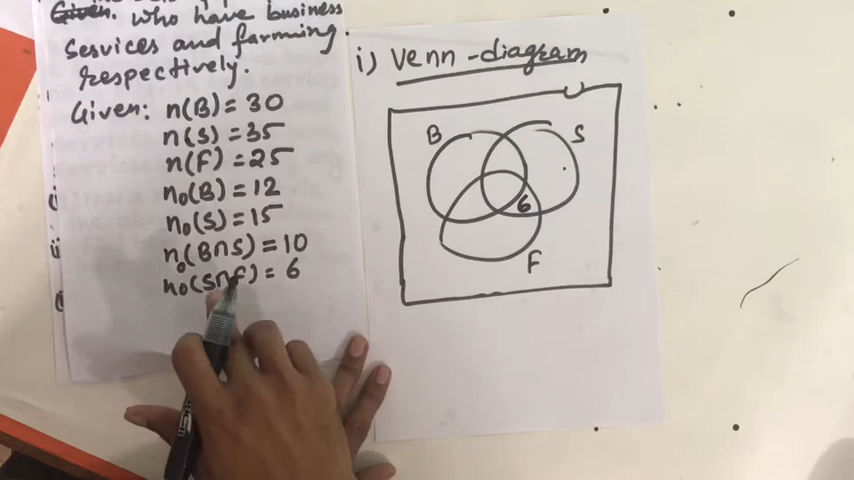 Given. who have business
Services and farming
respectively.
Given: n(B) = 30
n(S) = 35
n(F) = 25
n₀(B) = 12
n₀(S) = 15
n₀(B∩S) = 10
n₀(S∩F) = 6
i) Venn-diagram
U
B
S
6
F